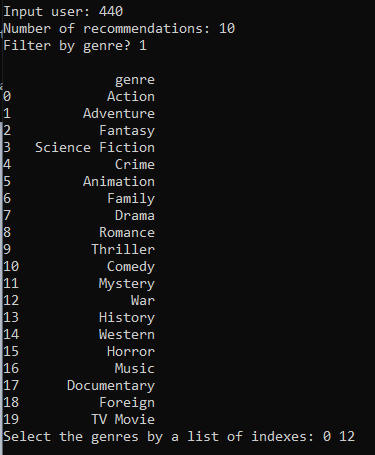 Input user: 440
Number of recommendations: 10
Filter by genre? 1
genre
0 Action
1 Adventure
2 Fantasy
3 Science Fiction
4 Crime
5 Animation
6 Family
7 Drama
8 Romance
9 Thriller
10 Comedy
11 Mystery
12 War
13 History
14 Western
15 Horror
16 Music
17 Documentary
18 Foreign
19 TV Movie
Select the genres by a list of indexes: 0 12